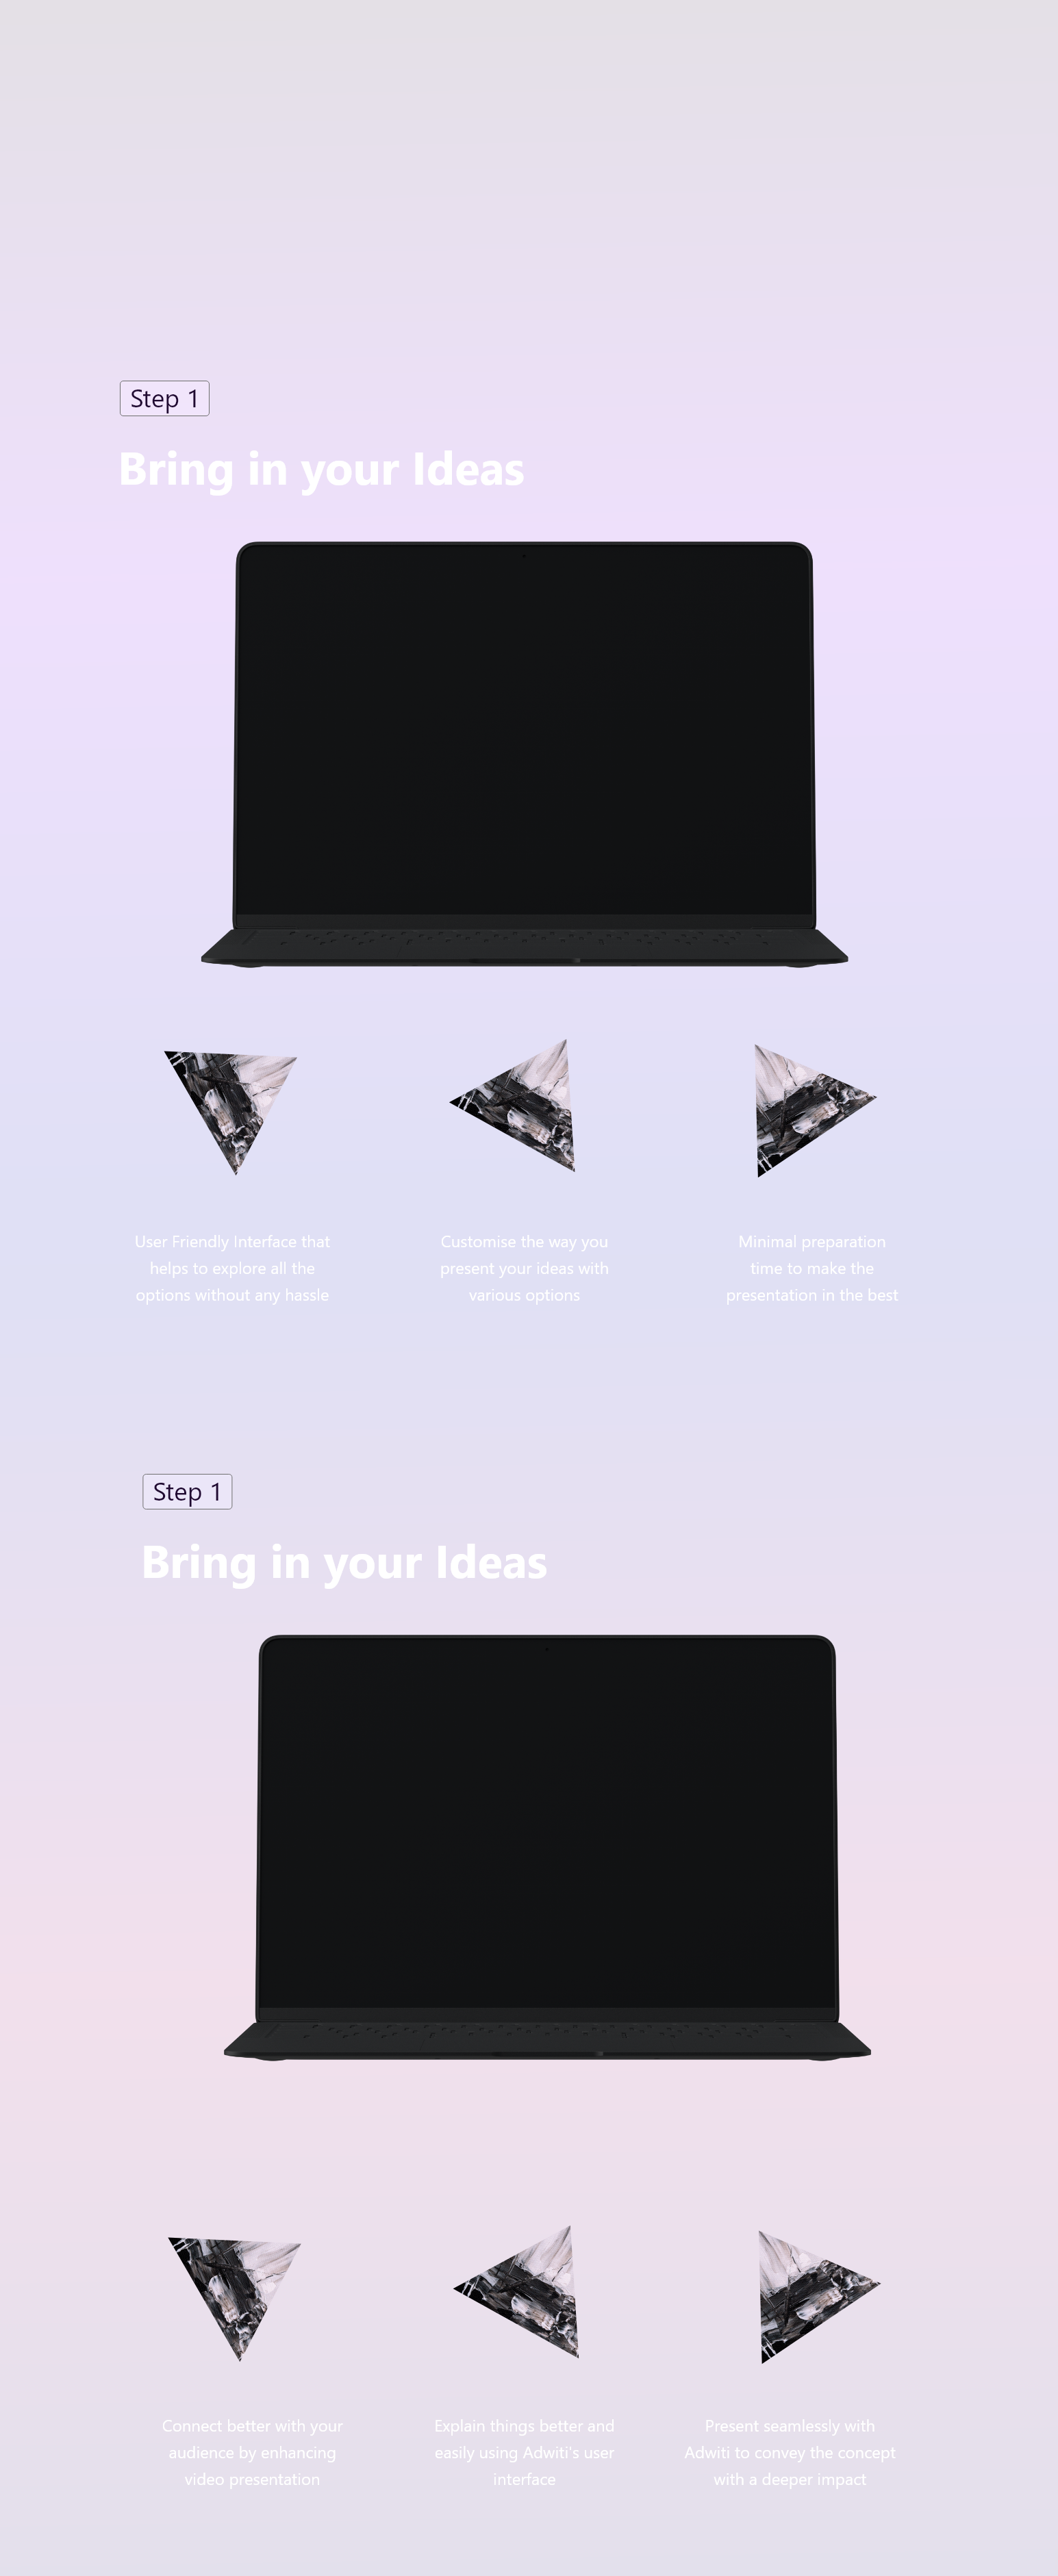 Step 1
Bring in your Ideas
User Friendly Interface that
helps to explore all the
options without any hassle
Customise the way you
present your ideas with
various options
Minimal preparation
time to make the
presentation in the best
Step 1
Bring in your Ideas
Connect better with your
audience by enhancing
video presentation
Explain things better and
easily using Adwiti's user
interface
Present seamlessly with
Adwiti to convey the concept
with a deeper impact